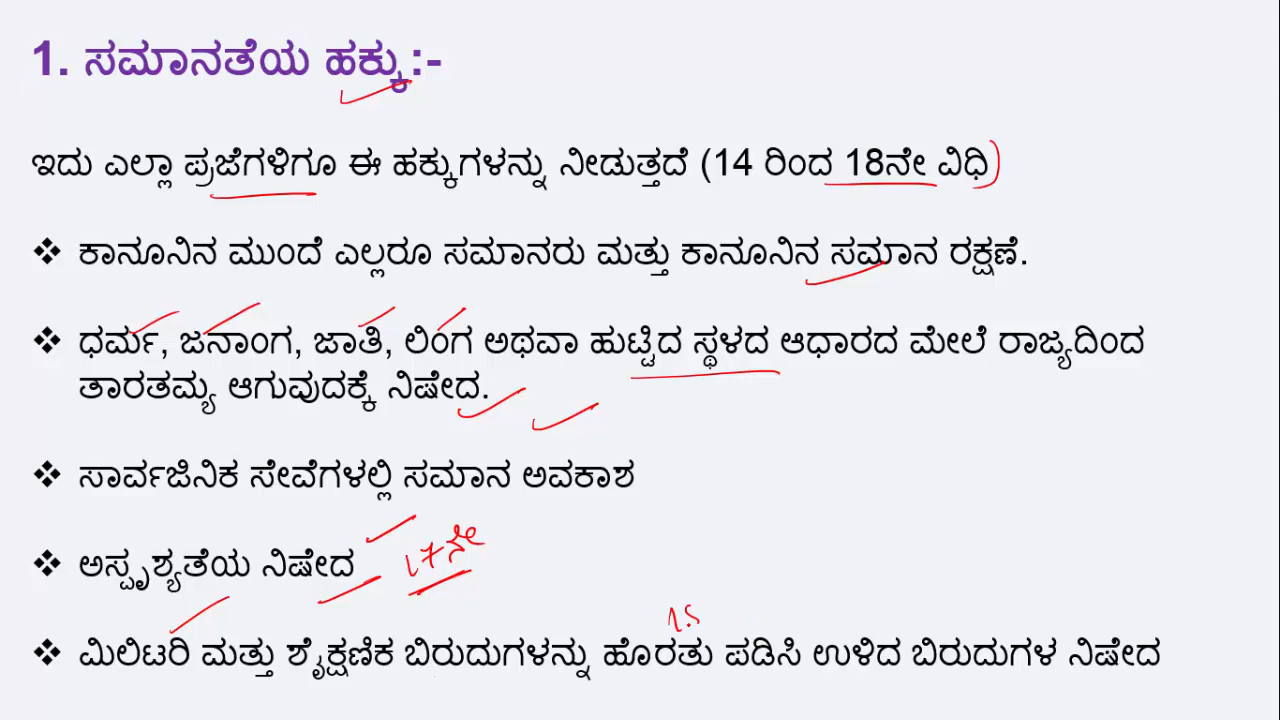 1. ಸಮಾನತೆಯ ಹಕ್ಕು:-
ಇದು ಎಲ್ಲಾ ಪ್ರಜೆಗಳಿಗೂ ಈ ಹಕ್ಕುಗಳನ್ನು ನೀಡುತ್ತದೆ (14 ರಿಂದ 18ನೇ ವಿಧಿ)
❖ ಕಾನೂನಿನ ಮುಂದೆ ಎಲ್ಲರೂ ಸಮಾನರು ಮತ್ತು ಕಾನೂನಿನ ಸಮಾನ ರಕ್ಷಣೆ.
❖ ಧರ್ಮ, ಜನಾಂಗ, ಜಾತಿ, ಲಿಂಗ ಅಥವಾ ಹುಟ್ಟಿದ ಸ್ಥಳದ ಆಧಾರದ ಮೇಲೆ ರಾಜ್ಯದಿಂದ
ತಾರತಮ್ಯ ಆಗುವುದಕ್ಕೆ ನಿಷೇದ.
❖ ಸಾರ್ವಜಿನಿಕ ಸೇವೆಗಳಲ್ಲಿ ಸಮಾನ ಅವಕಾಶ
❖ ಅಸ್ಪೃಶ್ಯತೆಯ ನಿಷೇದ 17ನೇ
❖ ಮಿಲಿಟರಿ ಮತ್ತು ಶೈಕ್ಷಣಿಕ ಬಿರುದುಗಳನ್ನು ಹೊರತು ಪಡಿಸಿ ಉಳಿದ ಬಿರುದುಗಳ ನಿಷೇದ